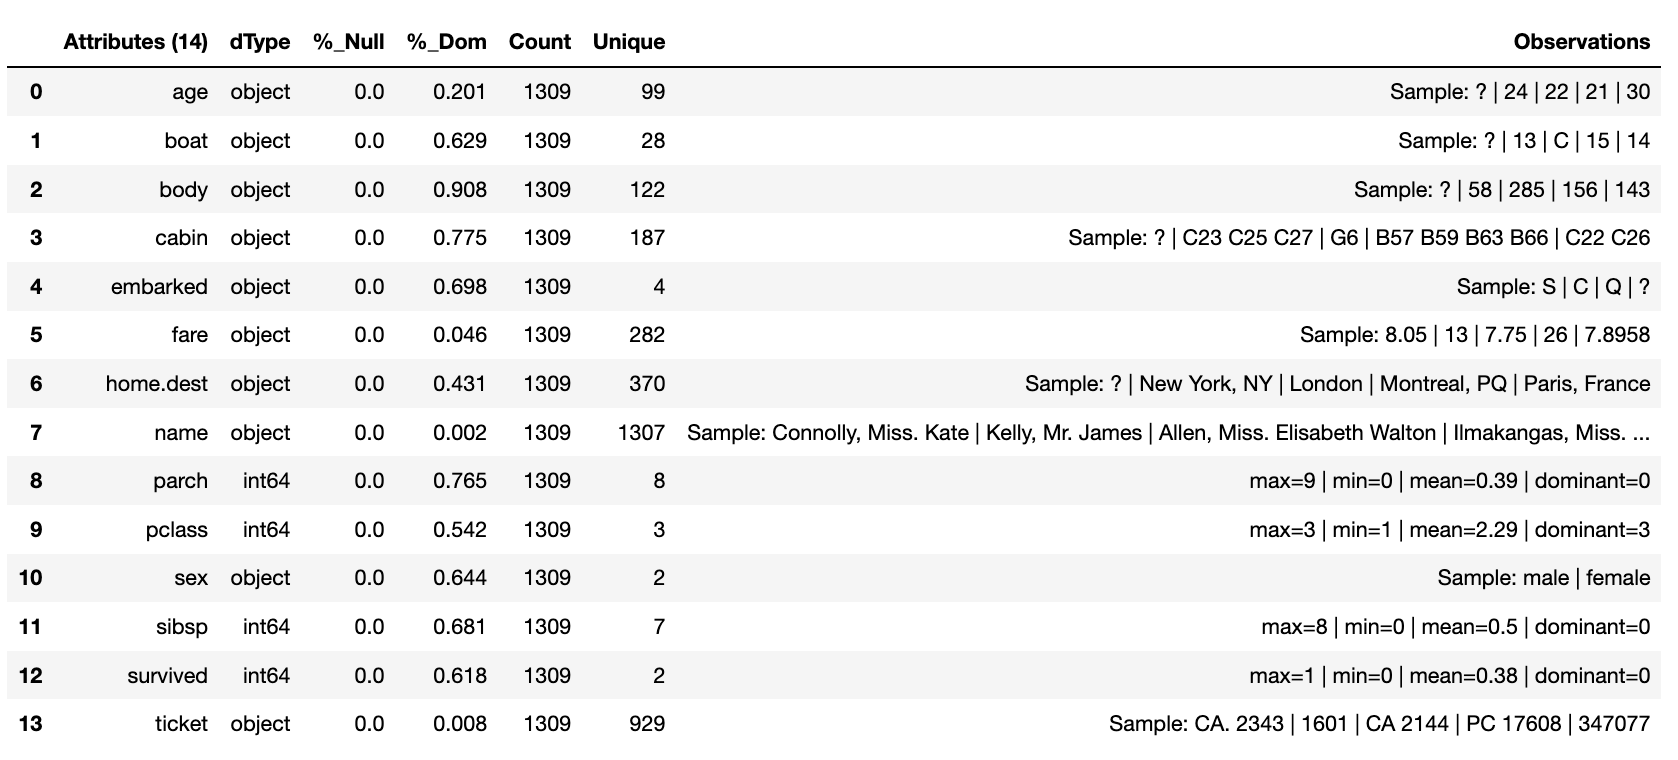 Attributes (14) dType %_Null %_Dom Count Unique Observations
0 age object 0.0 0.201 1309 99 Sample: ? | 24 | 22 | 21 | 30
1 boat object 0.0 0.629 1309 28 Sample: ? | 13 | C | 15 | 14
2 body object 0.0 0.908 1309 122 Sample: ? | 58 | 285 | 156 | 143
3 cabin object 0.0 0.775 1309 187 Sample: ? | C23 C25 C27 | G6 | B57 B59 B63 B66 | C22 C26
4 embarked object 0.0 0.698 1309 4 Sample: S | C | Q | ?
5 fare object 0.0 0.046 1309 282 Sample: 8.05 | 13 | 7.75 | 26 | 7.8958
6 home.dest object 0.0 0.431 1309 370 Sample: ? | New York, NY | London | Montreal, PQ | Paris, France
7 name object 0.0 0.002 1309 1307 Sample: Connolly, Miss. Kate | Kelly, Mr. James | Allen, Miss. Elisabeth Walton | Ilmakangas, Miss. ...
8 parch int64 0.0 0.765 1309 8 max=9 | min=0 | mean=0.39 | dominant=0
9 pclass int64 0.0 0.542 1309 3 max=3 | min=1 | mean=2.29 | dominant=3
10 sex object 0.0 0.644 1309 2 Sample: male | female
11 sibsp int64 0.0 0.681 1309 7 max=8 | min=0 | mean=0.5 | dominant=0
12 survived int64 0.0 0.618 1309 2 max=1 | min=0 | mean=0.38 | dominant=0
13 ticket object 0.0 0.008 1309 929 Sample: CA. 2343 | 1601 | CA 2144 | PC 17608 | 347077